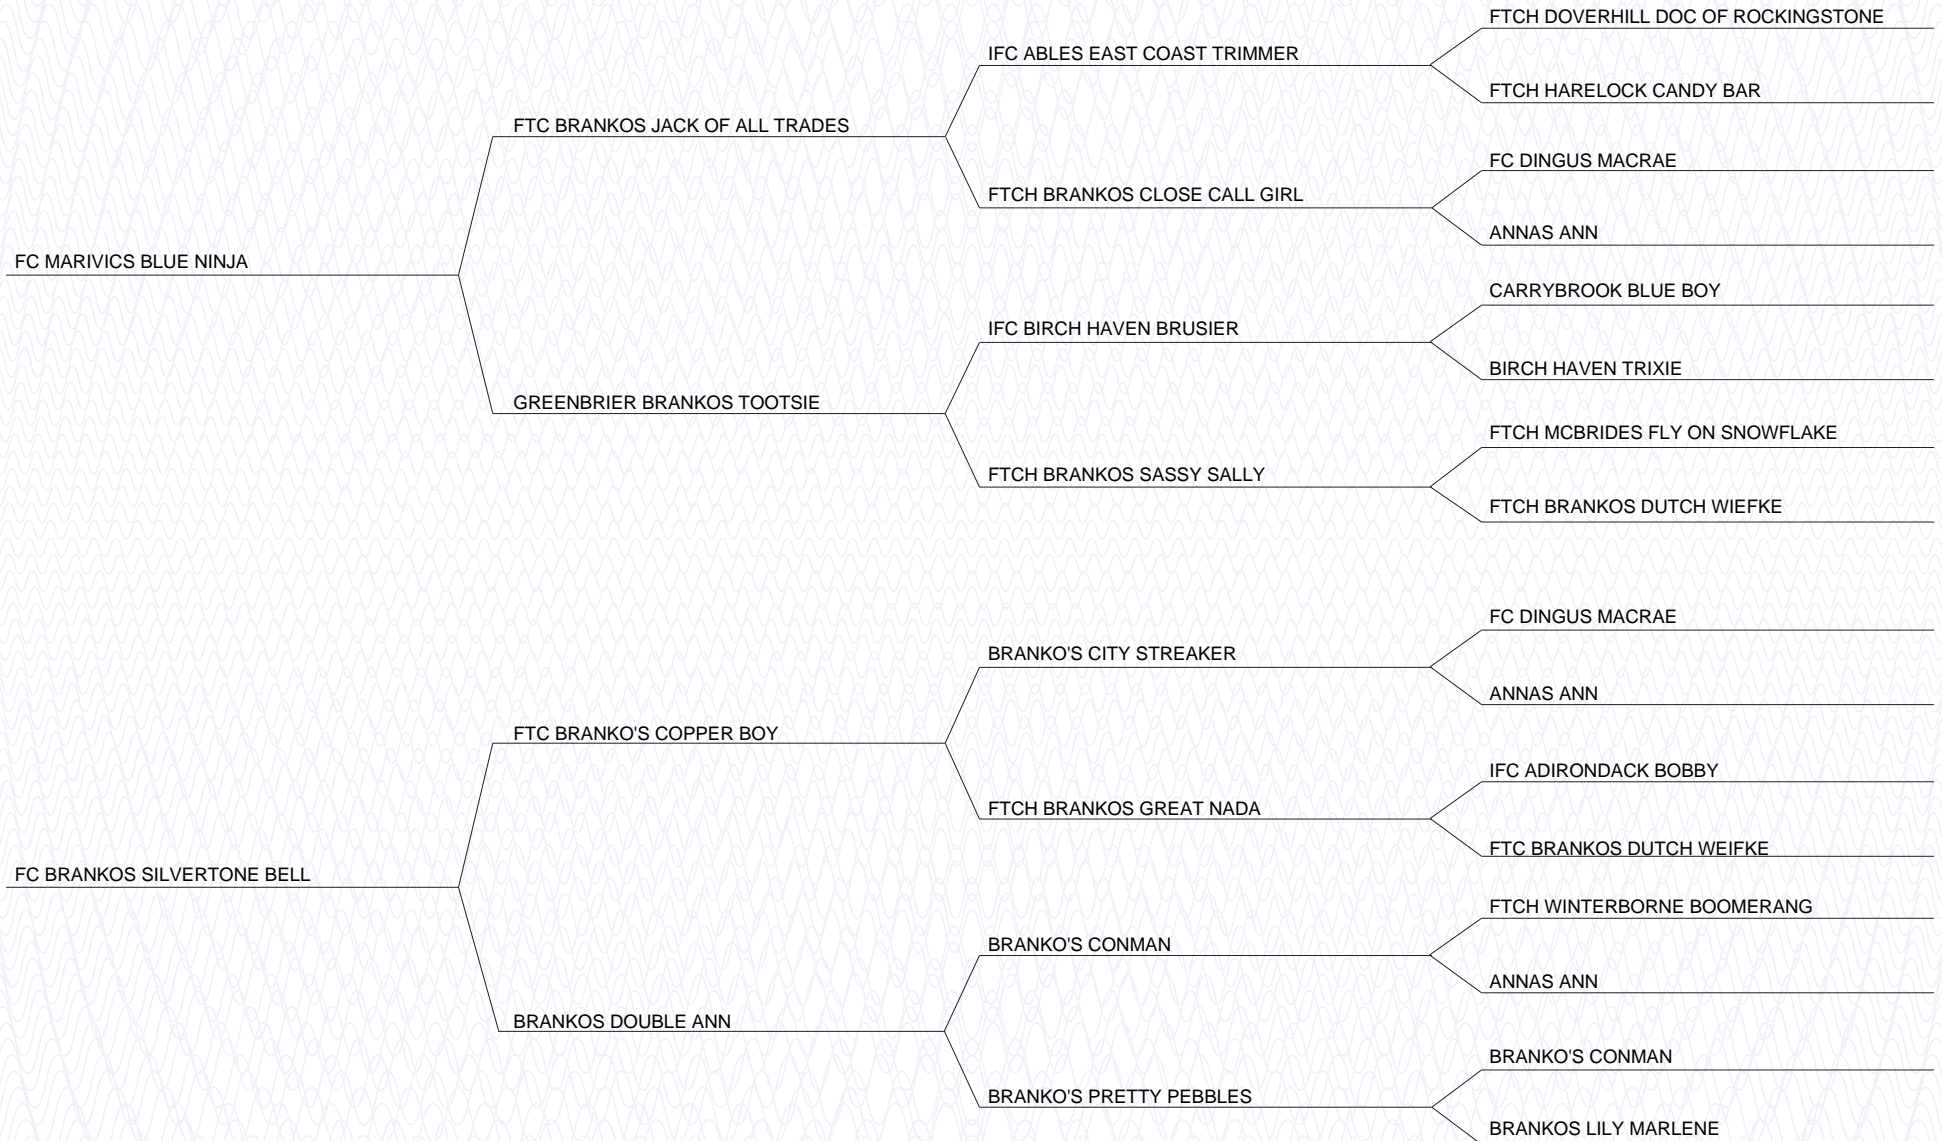 FTCH DOVERHILL DOC OF ROCKINGSTONE
IFC ABLES EAST COAST TRIMMER
FTCH HARELOCK CANDY BAR
FTC BRANKOS JACK OF ALL TRADES
FC DINGUS MACRAE
FTCH BRANKOS CLOSE CALL GIRL
ANNAS ANN
FC MARIVICS BLUE NINJA
CARRYBROOK BLUE BOY
IFC BIRCH HAVEN BRUSIER
BIRCH HAVEN TRIXIE
GREENBRIER BRANKOS TOOTSIE
FTCH MCBRIDES FLY ON SNOWFLAKE
FTCH BRANKOS SASSY SALLY
FTCH BRANKOS DUTCH WIEFKE
FC DINGUS MACRAE
BRANKO'S CITY STREAKER
ANNAS ANN
FTC BRANKO'S COPPER BOY
IFC ADIRONDACK BOBBY
FTCH BRANKOS GREAT NADA
FTC BRANKOS DUTCH WEIFKE
FC BRANKOS SILVERTONE BELL
FTCH WINTERBORNE BOOMERANG
BRANKO'S CONMAN
ANNAS ANN
BRANKOS DOUBLE ANN
BRANKO'S CONMAN
BRANKO'S PRETTY PEBBLES
BRANKOS LILY MARLENE